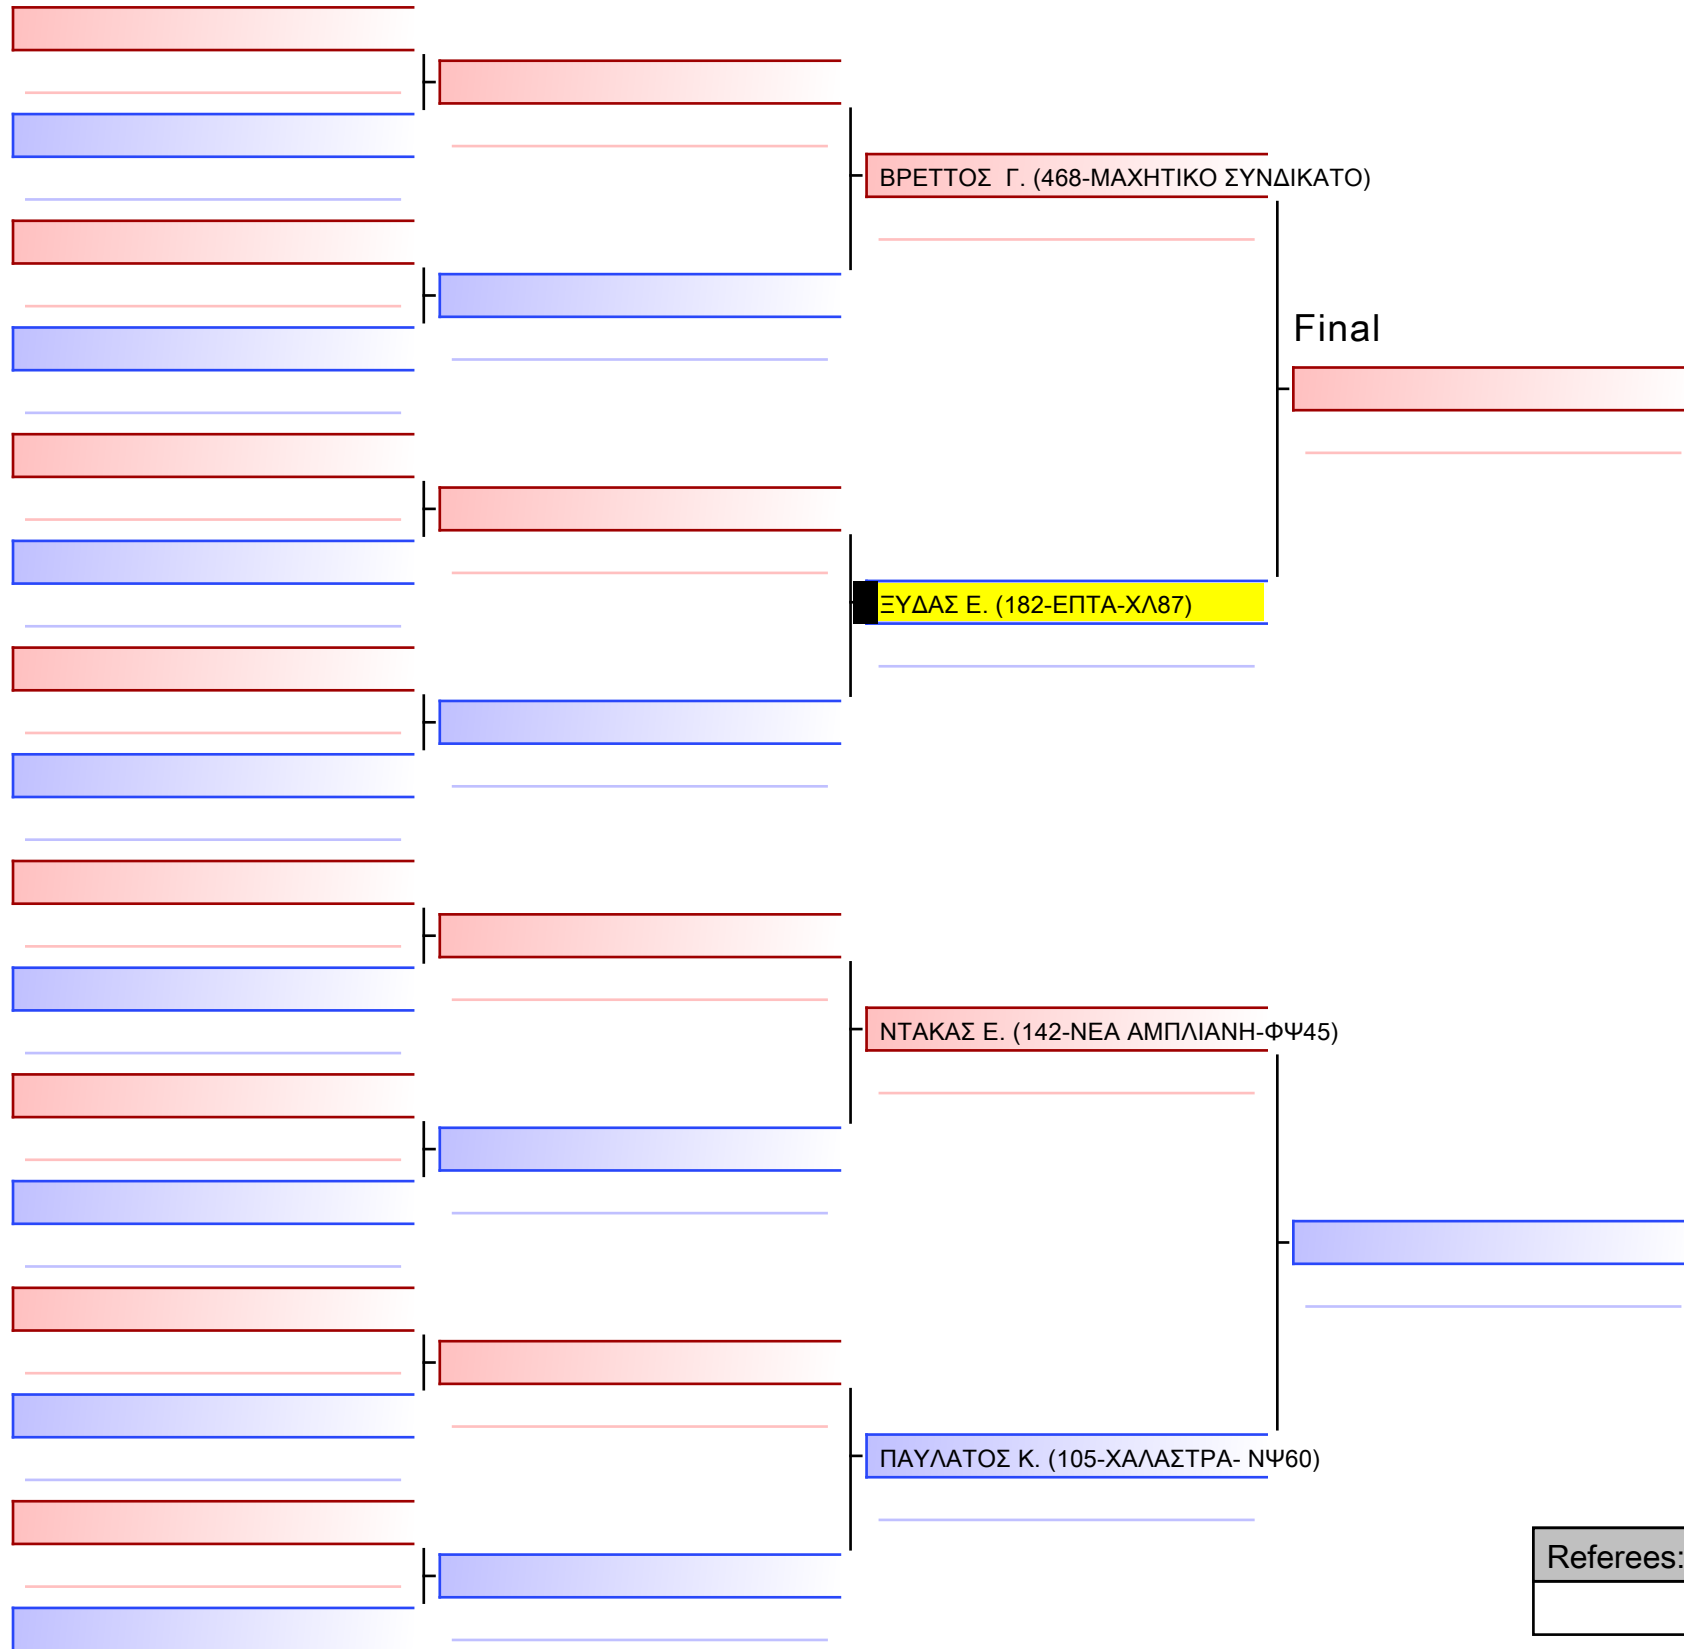 ΒΡΕΤΤΟΣ  Γ. (468-ΜΑΧΗΤΙΚΟ ΣΥΝΔΙΚΑΤΟ)
Final
ΞΥΔΑΣ Ε. (182-ΕΠΤΑ-ΧΛ87)
ΝΤΑΚΑΣ Ε. (142-ΝΕΑ ΑΜΠΛΙΑΝΗ-ΦΨ45)
ΠΑΥΛΑΤΟΣ Κ. (105-ΧΑΛΑΣΤΡΑ- ΝΨ60)
Referees: